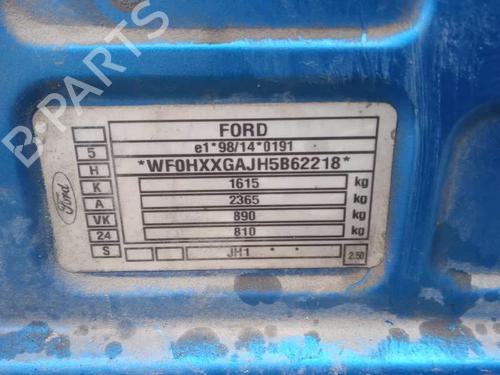 FORD
e1*98/14*0191
*WF0HXXGAJH5B62218*
1615 kg
2365 kg
890 kg
810 kg
JH1 2.50
5
H
K
A
VK
24
S
Ford
B-PARTS